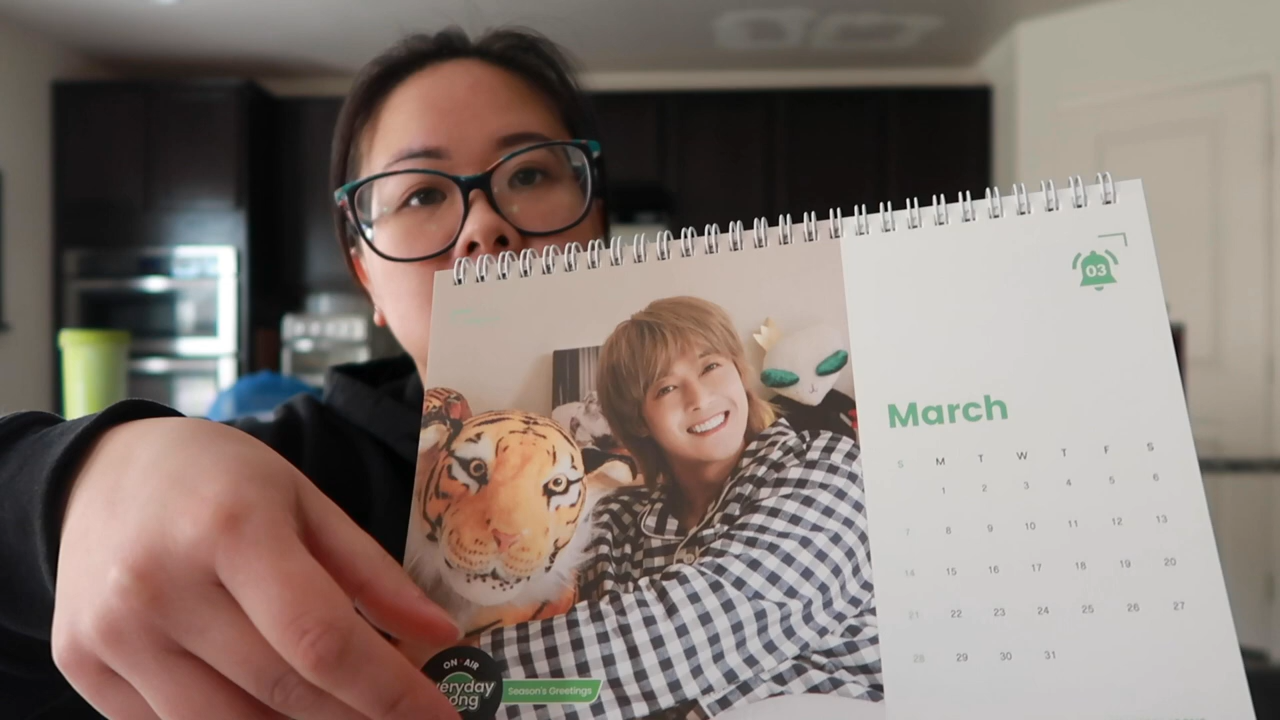 03
March
S M T W T F S
1 2 3 4 5 6
7 8 9 10 11 12 13
14 15 16 17 18 19 20
21 22 23 24 25 26 27
28 29 30 31
ON AIR
Season's Greetings